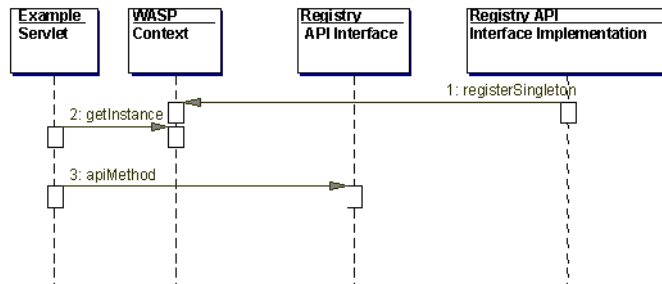 Example
Servlet
WASP
Context
Registry
API Interface
Registry API
Interface Implementation
1: registerSingleton
2: getInstance
3: apiMethod